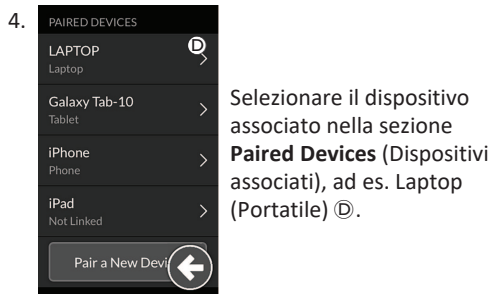 4.
PAIRED DEVICES
LAPTOP Ⓓ
Laptop
Galaxy Tab-10
Tablet
iPhone
Phone
iPad
Not Linked
Pair a New Devi
Selezionare il dispositivo
associato nella sezione
Paired Devices (Dispositivi
associati), ad es. Laptop
(Portatile) Ⓓ.